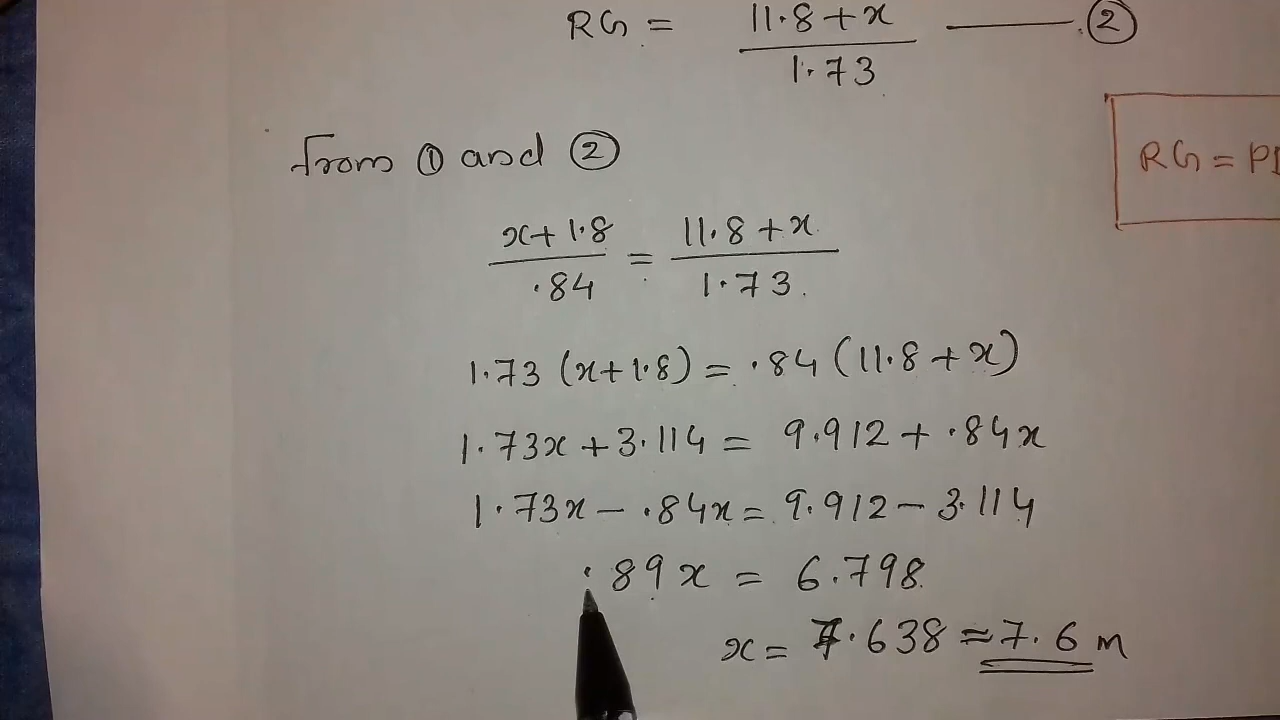 RG = 11.8 + x / 1.73 ——— ②
from ① and ②
RG = P
x + 1.8 / .84 = 11.8 + x / 1.73
1.73 (x + 1.8) = .84 (11.8 + x)
1.73x + 3.114 = 9.912 + .84x
1.73x - .84x = 9.912 - 3.114
.89x = 6.798
x = 7.638 ≈ 7.6 m